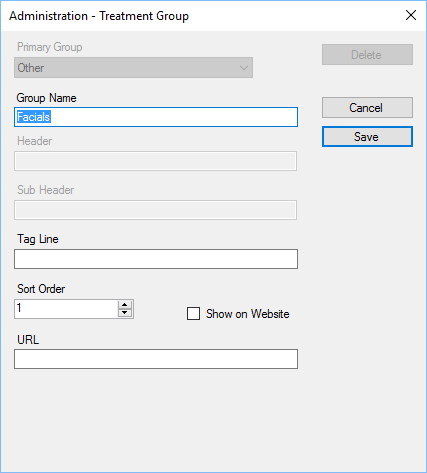 Administration - Treatment Group
Primary Group
Delete
Other
Group Name
Cancel
Facials
Save
Header
Sub Header
Tag Line
Sort Order
1
Show on Website
URL